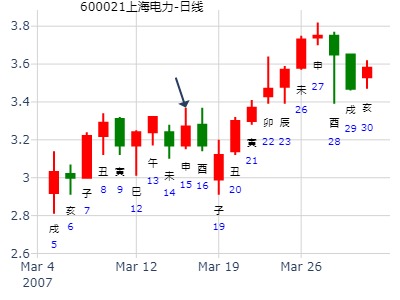 600021上海电力-日线
3.8
3.6
3.4
3.2
3
2.8
2.6
戌
5
亥
6
子
7
丑
8
寅
9
巳
12
午
13
未
14
申
15
酉
16
子
19
丑
20
寅
21
卯
22
辰
23
未
26
申
27
酉
28
戌
29
亥
30
Mar 4
2007
Mar 12
Mar 19
Mar 26